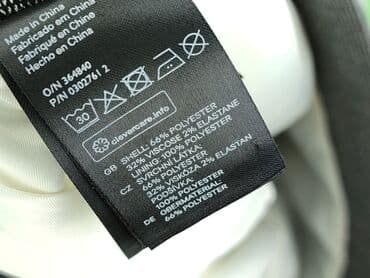 Made in China
Fabricado em China
Fabriqué en Chine
Hecho en China
O/N 364840
P/N 0302761 2
30
clevercare.info
GB SHELL: 66% POLYESTER
32% VISCOSE 2% ELASTANE
LINING 100% POLYESTER
CZ SVRCHNÍ LÁTKA:
66% POLYESTER
32% VISKÓZA 2% ELASTAN
PODŠÍVKA:
100% POLYESTER
DE OBERMATERIAL:
66% POLYESTER